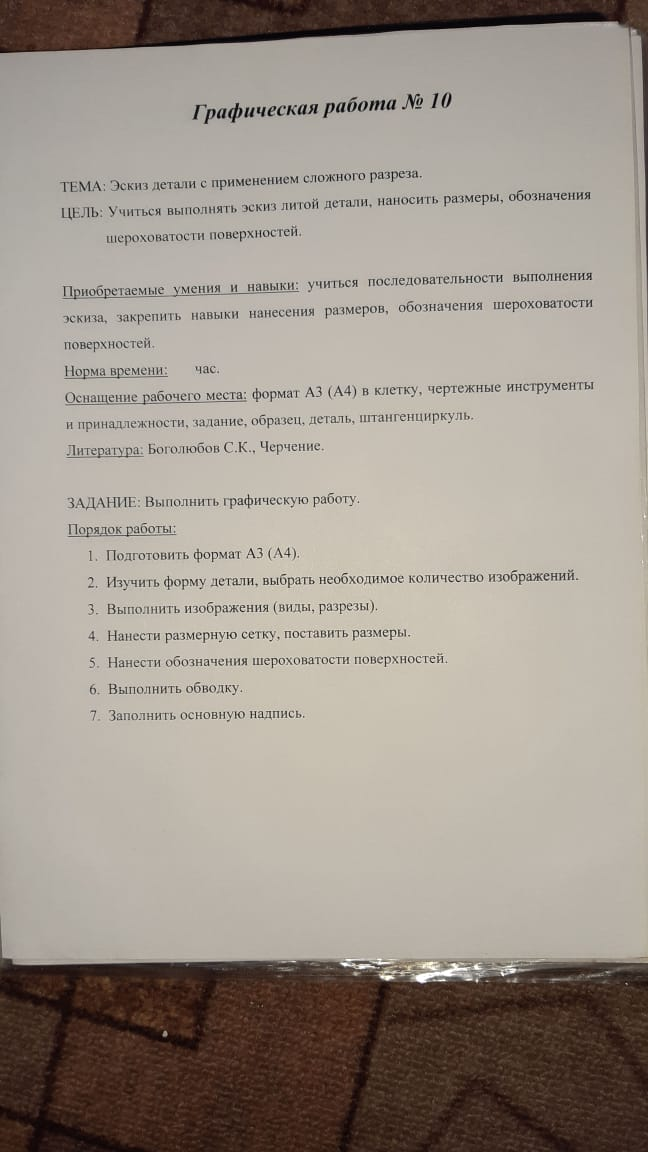 Графическая работа № 10
ТЕМА: Эскиз детали с применением сложного разреза.
ЦЕЛЬ: Учиться выполнять эскиз литой детали, наносить размеры, обозначения
шероховатости поверхностей.
Приобретаемые умения и навыки: учиться последовательности выполнения
эскиза, закрепить навыки нанесения размеров, обозначения шероховатости
поверхностей.
Норма времени: час.
Оснащение рабочего места: формат А3 (А4) в клетку, чертежные инструменты
и принадлежности, задание, образец, деталь, штангенциркуль.
Литература: Боголюбов С.К., Черчение.
ЗАДАНИЕ: Выполнить графическую работу.
Порядок работы:
1. Подготовить формат А3 (А4).
2. Изучить форму детали, выбрать необходимое количество изображений.
3. Выполнить изображения (виды, разрезы).
4. Нанести размерную сетку, поставить размеры.
5. Нанести обозначения шероховатости поверхностей.
6. Выполнить обводку.
7. Заполнить основную надпись.